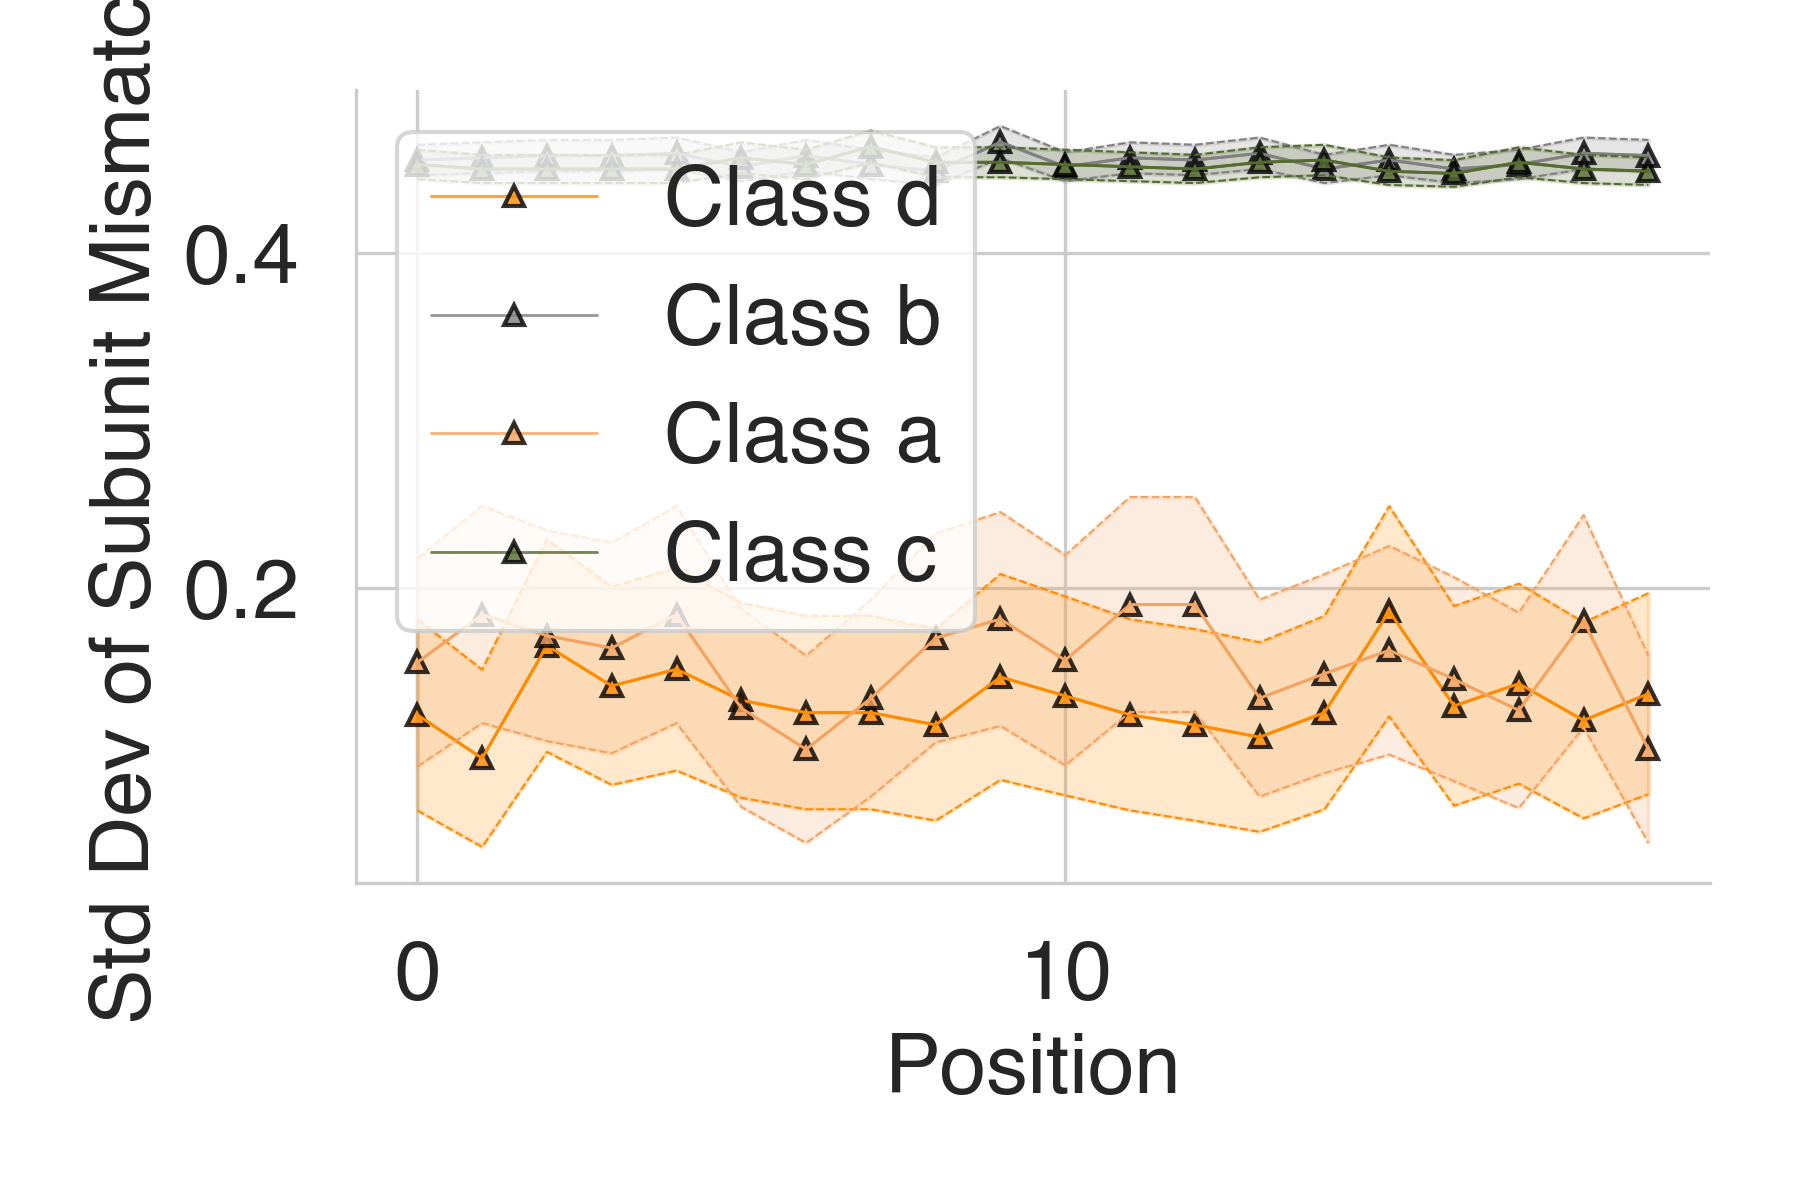 Std Dev of Subunit Mismatc
0.4
0.2
Class d
Class b
Class a
Class c
0
10
Position